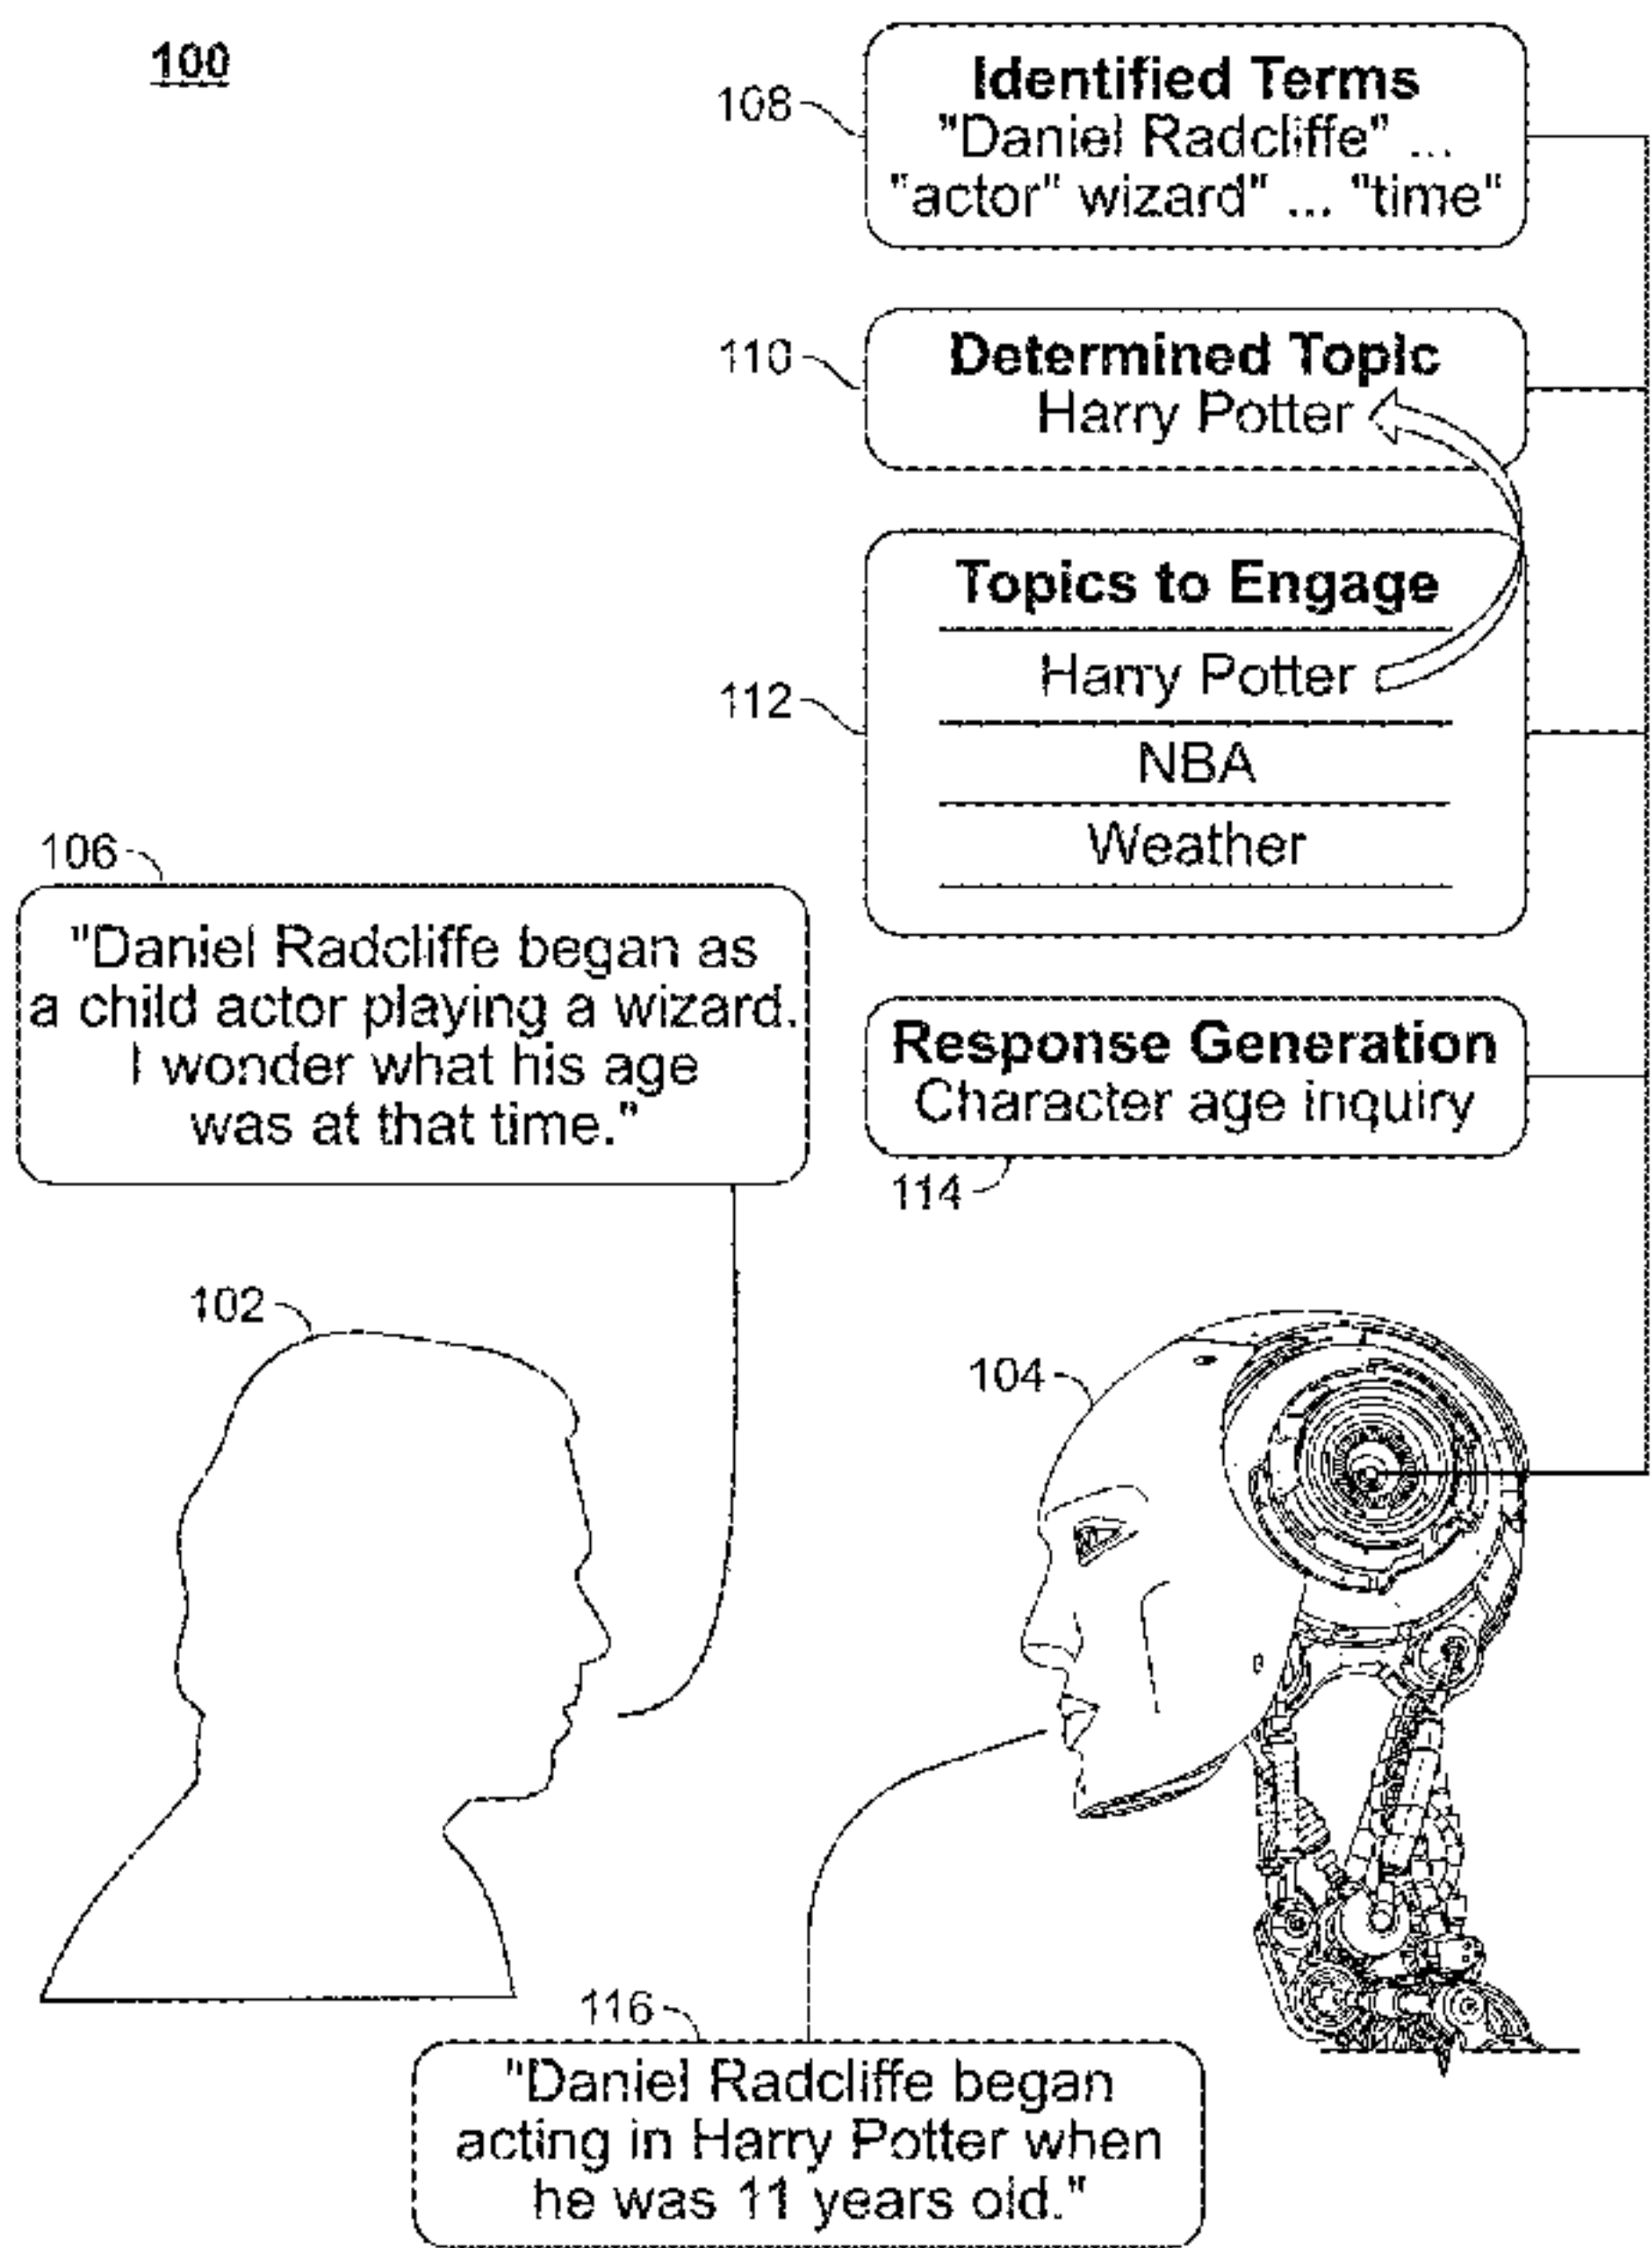 100
108
Identified Terms
"Daniel Radcliffe" ...
"actor" wizard" ... "time"
110
Determined Topic
Harry Potter
112
Topics to Engage
Harry Potter
NBA
Weather
106
"Daniel Radcliffe began as
a child actor playing a wizard.
I wonder what his age
was at that time."
Response Generation
Character age inquiry
114
102
104
116
"Daniel Radcliffe began
acting in Harry Potter when
he was 11 years old."